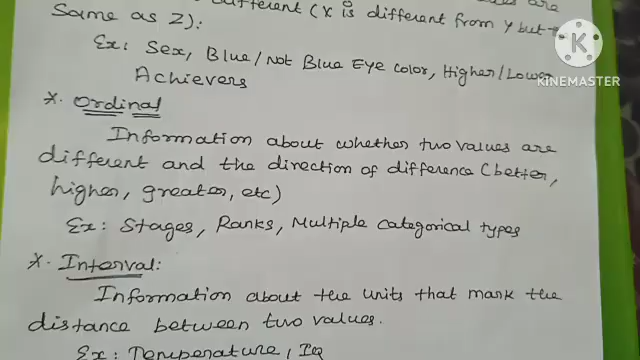 different (X is different from Y but
Same as Z):
Ex: Sex, Blue/Not Blue Eye color, Higher/Lower
Achievers
KINEMASTER
*. Ordinal
Information about whether two values are
different and the direction of difference (better,
higher, greater, etc)
Ex: Stages, Ranks, Multiple categorical types
*. Interval:
Information about the units that mark the
distance between two values.
Ex: Temperature, IQ